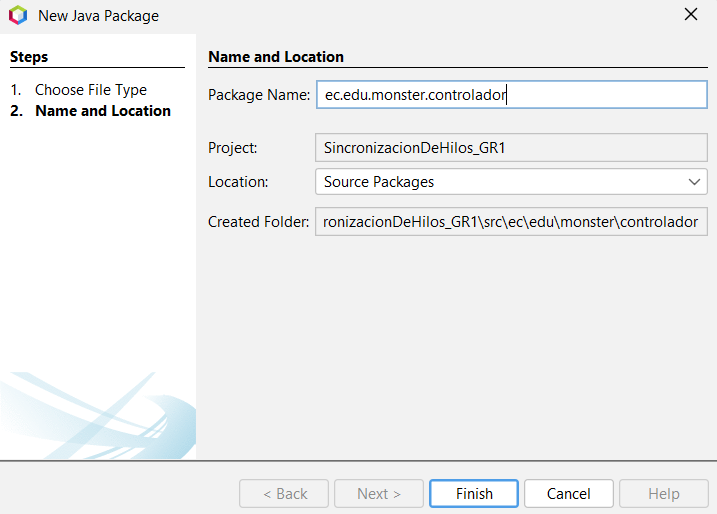 New Java Package
Steps
1. Choose File Type
2. Name and Location
Name and Location
Package Name: ec.edu.monster.controlador
Project: SincronizacionDeHilos_GR1
Location: Source Packages
Created Folder: ronizacionDeHilos_GR1\src\ec\edu\monster\controlador
< Back
Next >
Finish
Cancel
Help